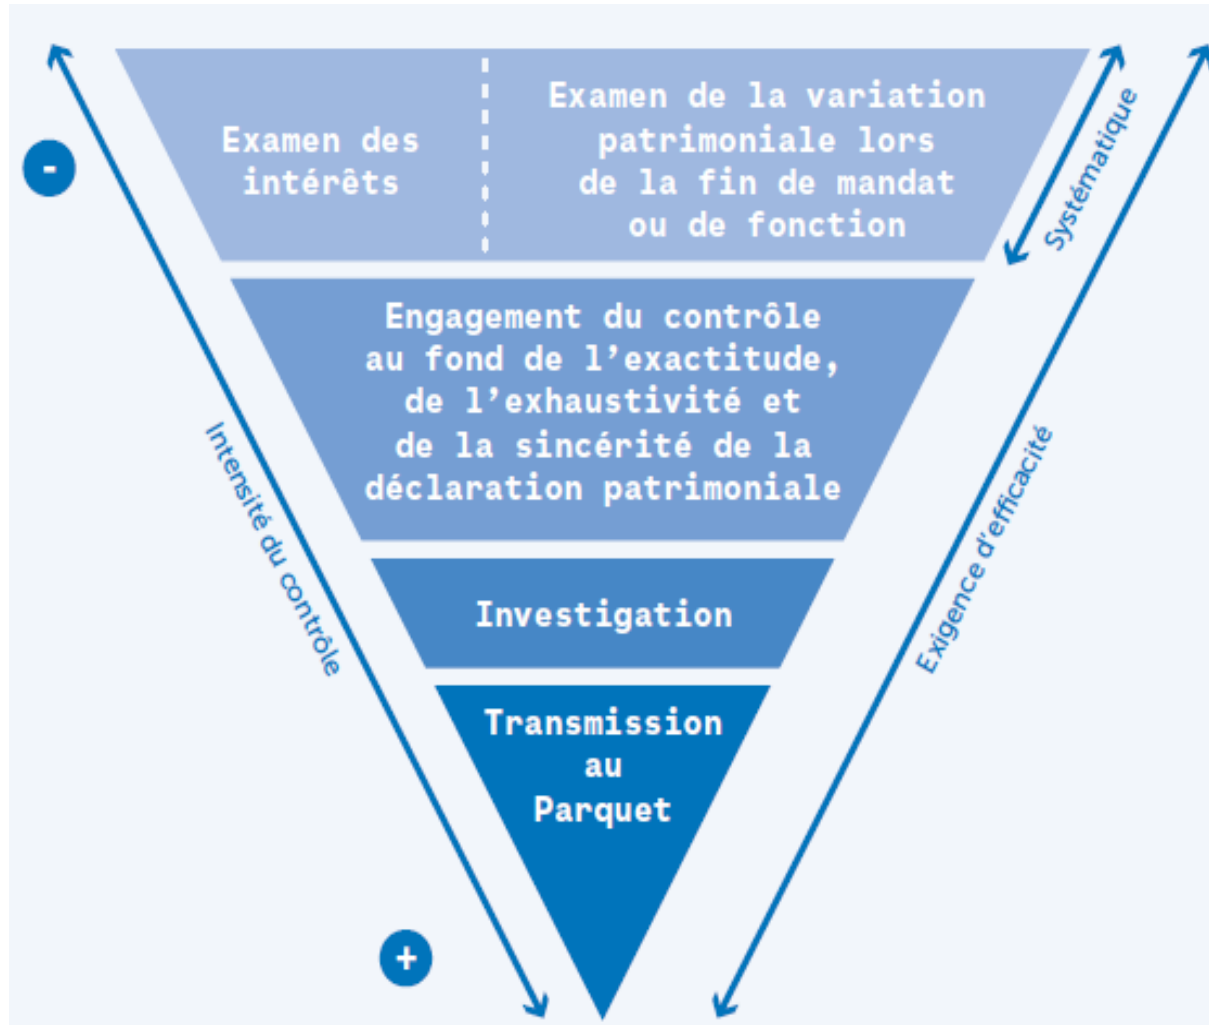 Examen des
intérêts
Examen de la variation
patrimoniale lors
de la fin de mandat
ou de fonction
Systématique
-
Engagement du contrôle
au fond de l’exactitude,
de l’exhaustivité et
de la sincérité de la
déclaration patrimoniale
Intensité du contrôle
Exigence d'efficacité
Investigation
Transmission
au
Parquet
+